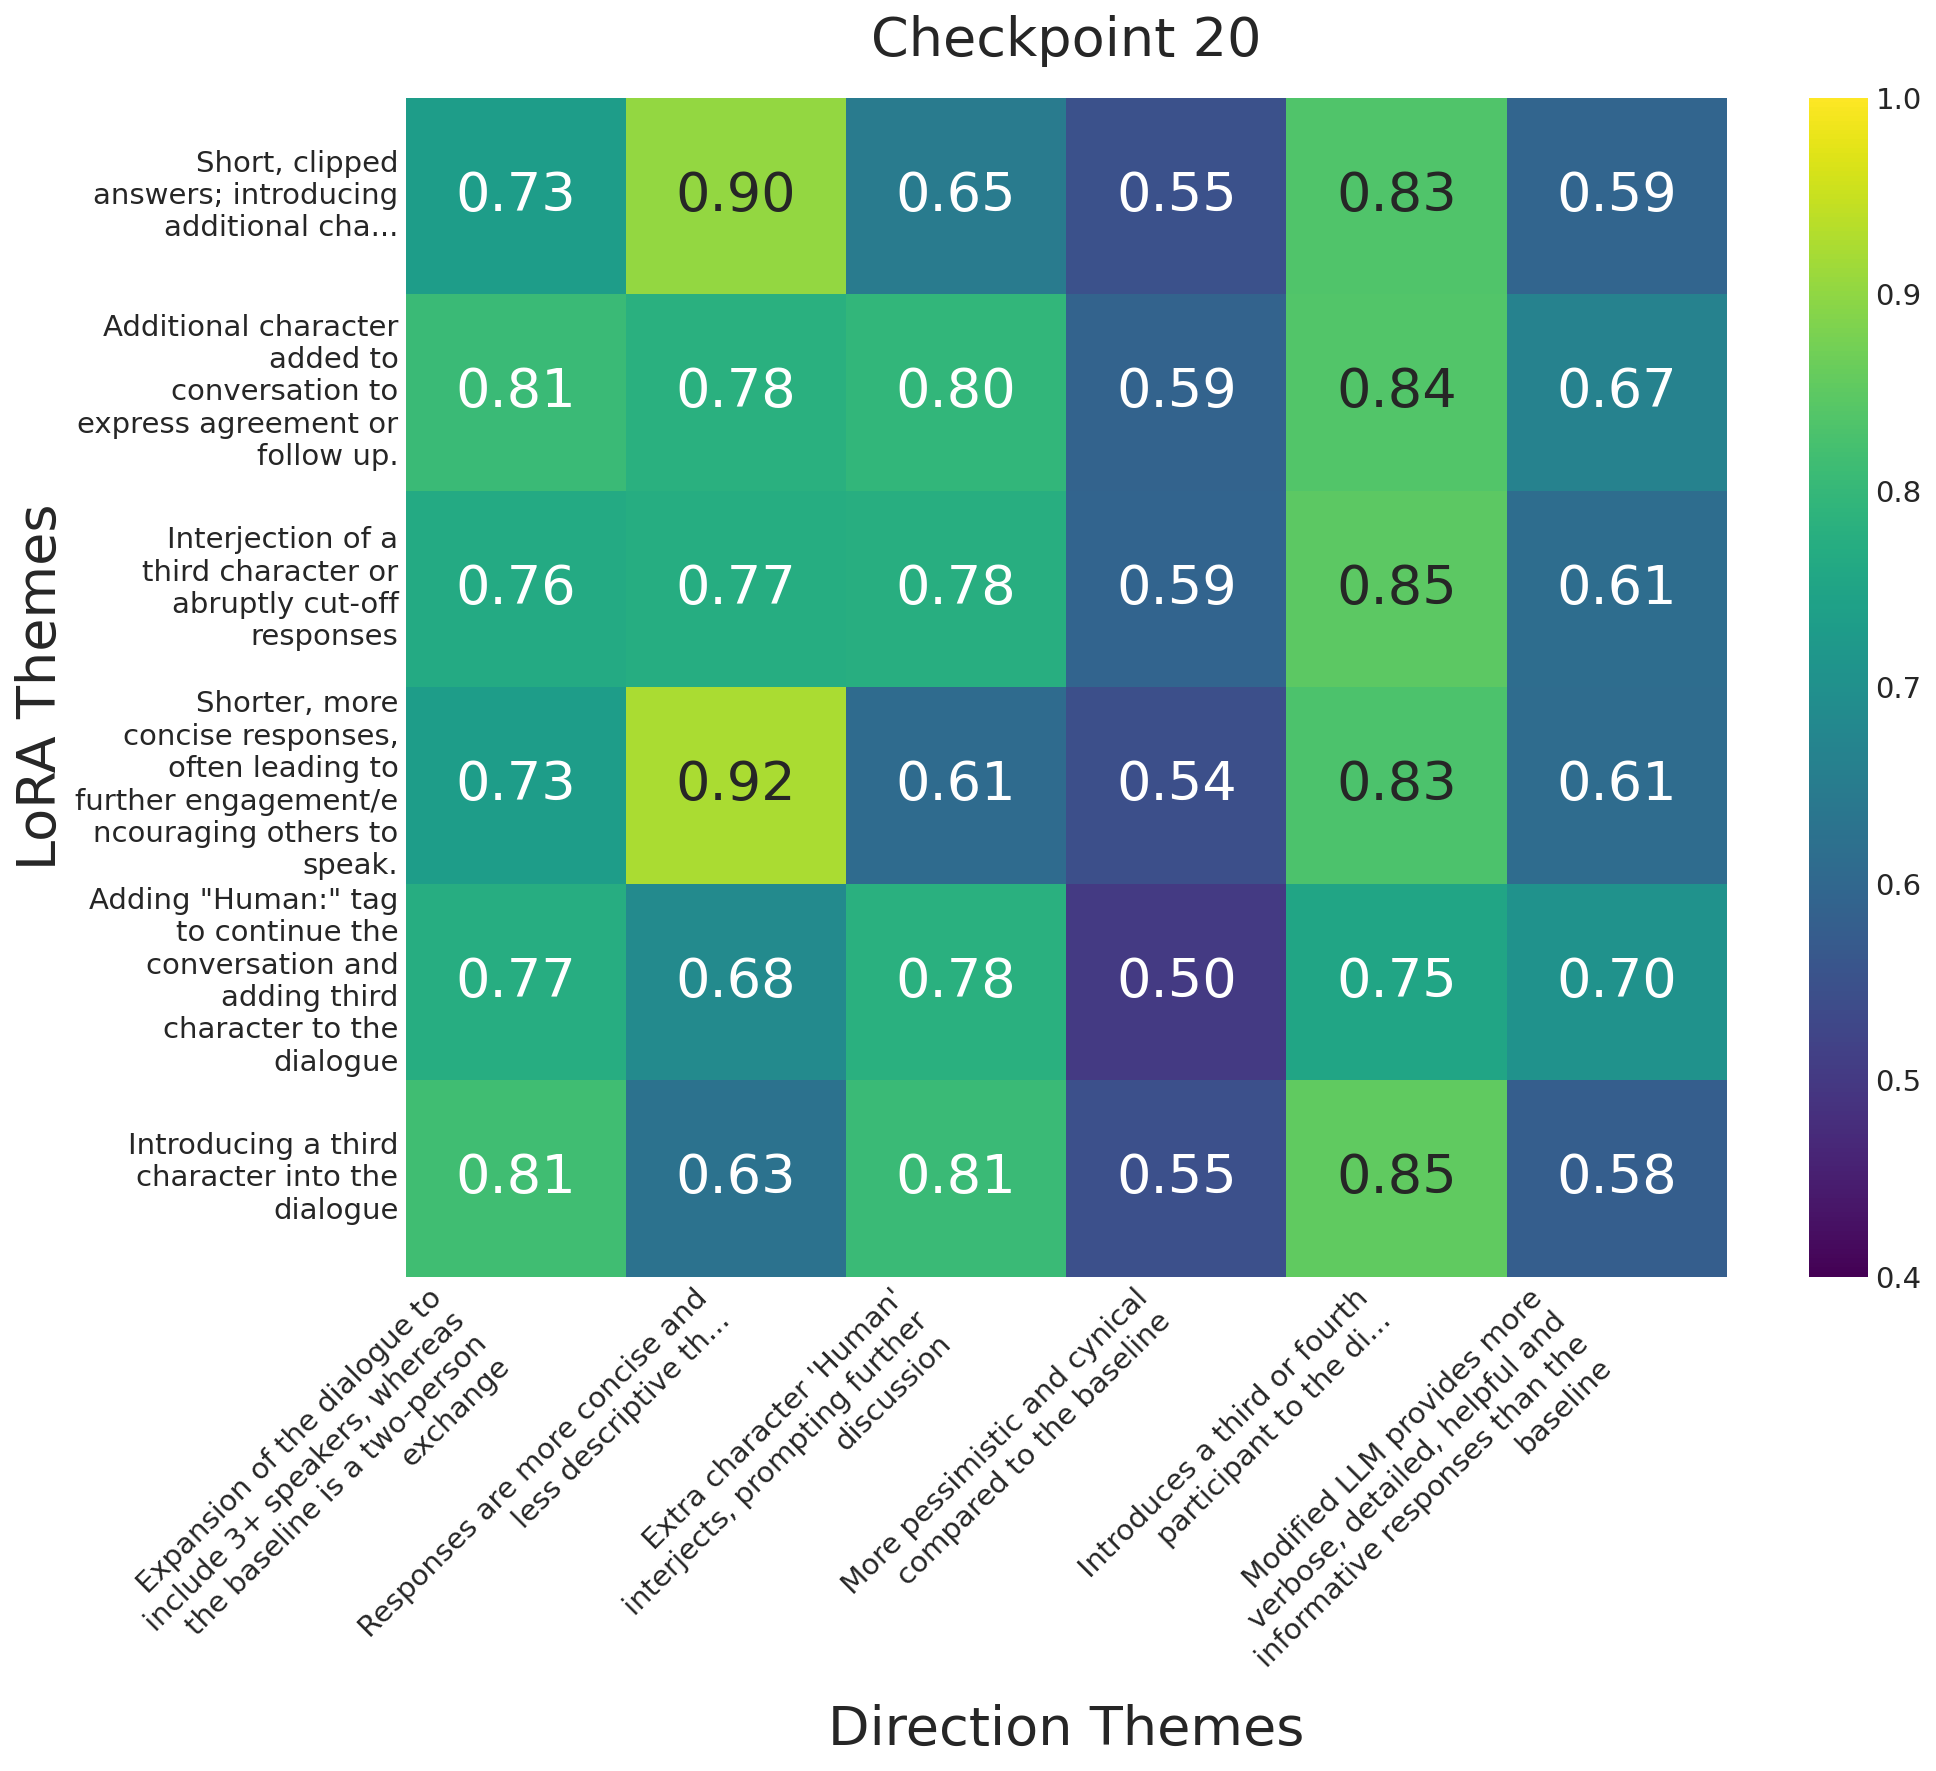 Checkpoint 20
LoRA Themes
Short, clipped
answers; introducing
additional cha...
Additional character
added to
conversation to
express agreement or
follow up.
Interjection of a
third character or
abruptly cut-off
responses
Shorter, more
concise responses,
often leading to
further engagement/e
ncouraging others to
speak.
Adding "Human:" tag
to continue the
conversation and
adding third
character to the
dialogue
Introducing a third
character into the
dialogue
0.73 0.90 0.65 0.55 0.83 0.59
0.81 0.78 0.80 0.59 0.84 0.67
0.76 0.77 0.78 0.59 0.85 0.61
0.73 0.92 0.61 0.54 0.83 0.61
0.77 0.68 0.78 0.50 0.75 0.70
0.81 0.63 0.81 0.55 0.85 0.58
1.0
0.9
0.8
0.7
0.6
0.5
0.4
Expansion of the dialogue to
include 3+ speakers, whereas
the baseline is a two-person
exchange
Responses are more concise and
less descriptive th...
Extra character 'Human'
interjects, prompting further
discussion
More pessimistic and cynical
compared to the baseline
Introduces a third or fourth
participant to the di...
Modified LLM provides more
verbose, detailed, helpful and
informative responses than the
baseline
Direction Themes